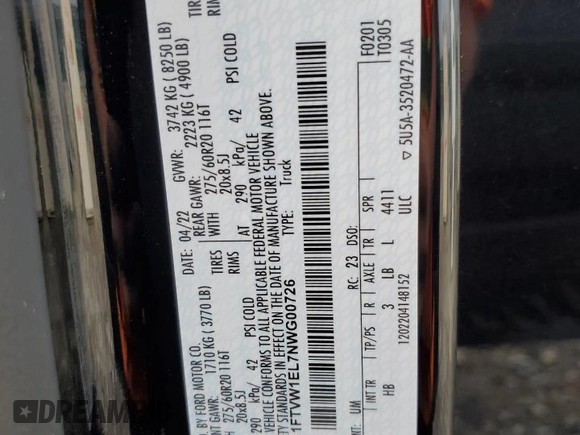 BY FORD MOTOR CO.
DATE: 04/22 GVWR: 3742 KG ( 8250 LB)
GAWR: 1710 KG ( 3770 LB) REAR GAWR: 2223 KG ( 4900 LB)
275/60R20 116T TIRES WITH 275/60R20 116T TIRE
20x8.5J RIMS 20x8.5J RIM
290 kPa/ 42 PSI COLD AT 290 kPa/ 42 PSI COLD
TO ALL APPLICABLE FEDERAL MOTOR VEHICLE
STANDARDS IN EFFECT ON THE DATE OF MANUFACTURE SHOWN ABOVE.
1FTVW1EL7NWG00726
TYPE: Truck
F0201
T0305
UM RC: 23 DSO:
INT TR TP/PS R AXLE TR SPR
HB 3 LB L 4411
ULC
1202204148152
5U5A-3520472-AA
DREAM